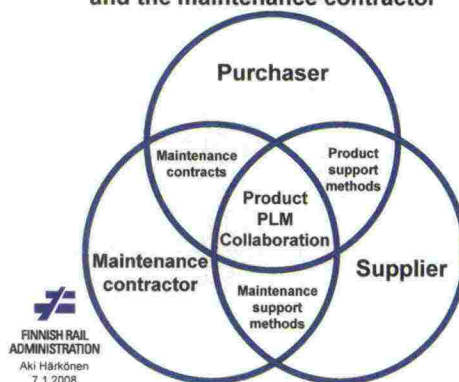 and the maintenance contractor
Purchaser
Maintenance
contracts
Product
support
methods
Product
PLM
Collaboration
Maintenance
contractor
Supplier
Maintenance
support
methods
FINNISH RAIL
ADMINISTRATION
Aki Härkönen
7.1.2008